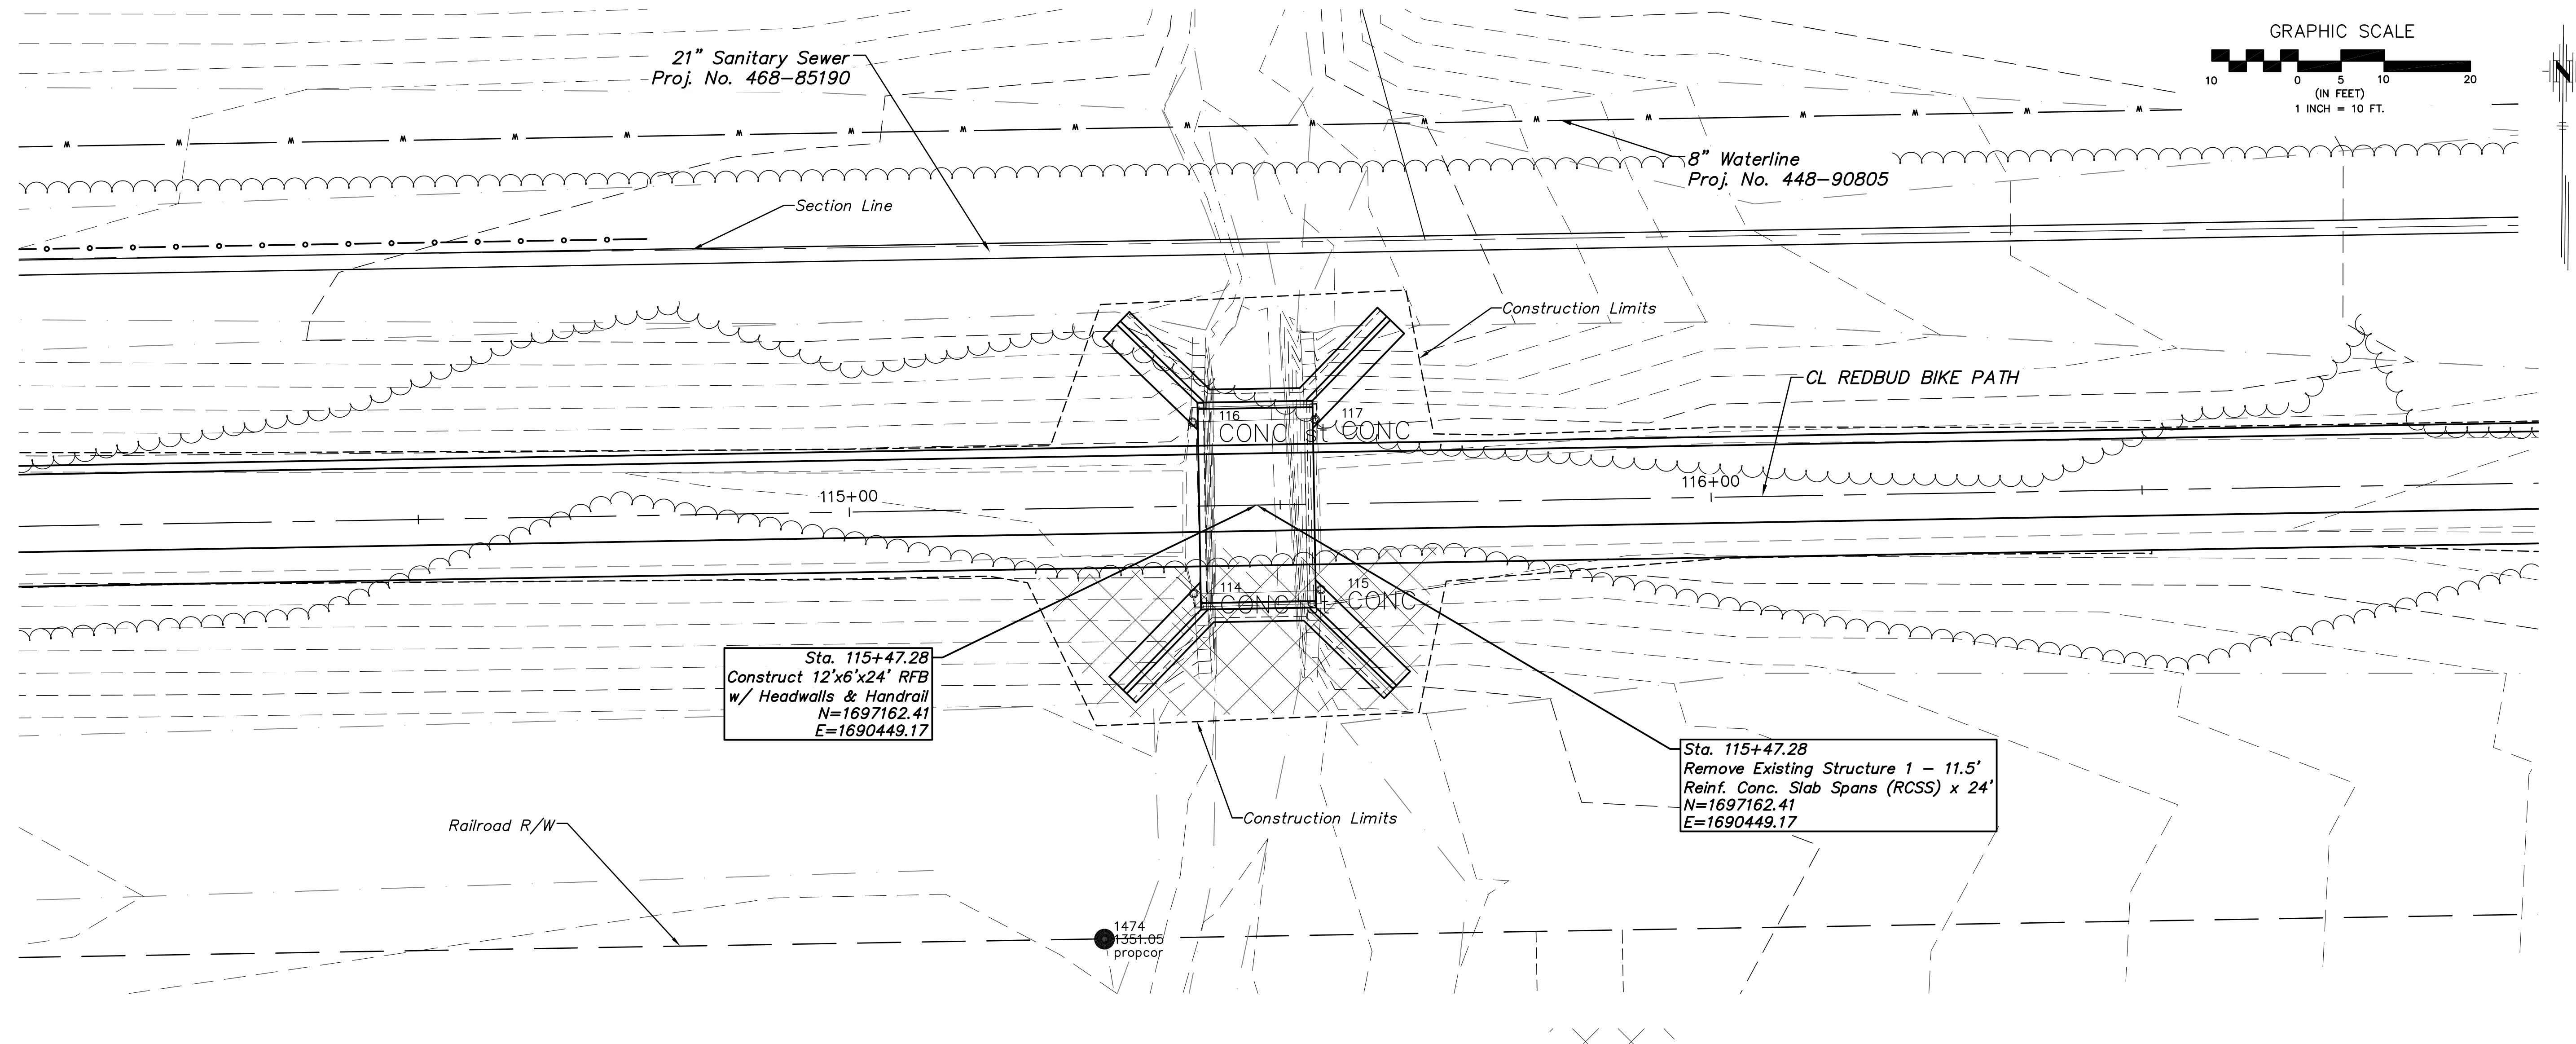 GRAPHIC SCALE
10 0 5 10 20
(IN FEET)
1 INCH = 10 FT.
N
21" Sanitary Sewer
Proj. No. 468-85190
8" Waterline
Proj. No. 448-90805
Section Line
Construction Limits
CL REDBUD BIKE PATH
116
CONC st
117
CONC
115+00
116+00
114
CONC
115
CONC
Sta. 115+47.28
Construct 12'x6'x24' RFB
w/ Headwalls & Handrail
N=1697162.41
E=1690449.17
Sta. 115+47.28
Remove Existing Structure 1 - 11.5'
Reinf. Conc. Slab Spans (RCSS) x 24'
N=1697162.41
E=1690449.17
Railroad R/W
Construction Limits
1474
1351.05
propcor